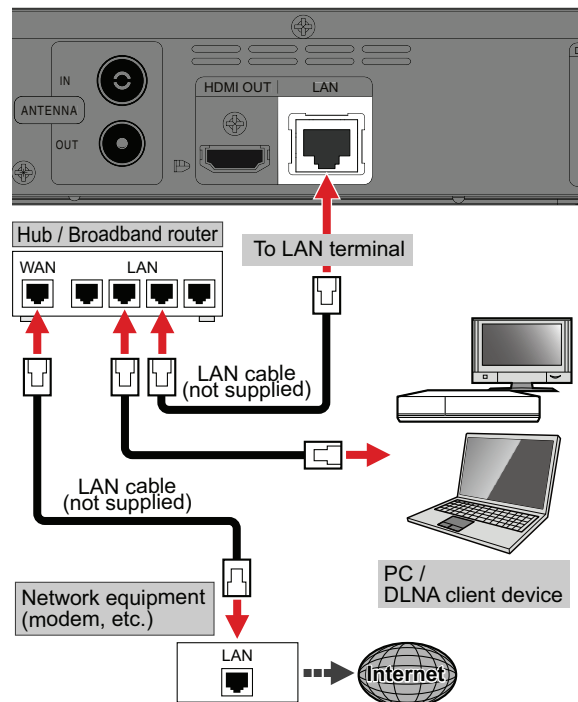 IN
ANTENNA
OUT
HDMI OUT
LAN
D
To LAN terminal
Hub / Broadband router
WAN
LAN
LAN cable
(not supplied)
LAN cable
(not supplied)
PC /
DLNA client device
Network equipment
(modem, etc.)
LAN
Internet